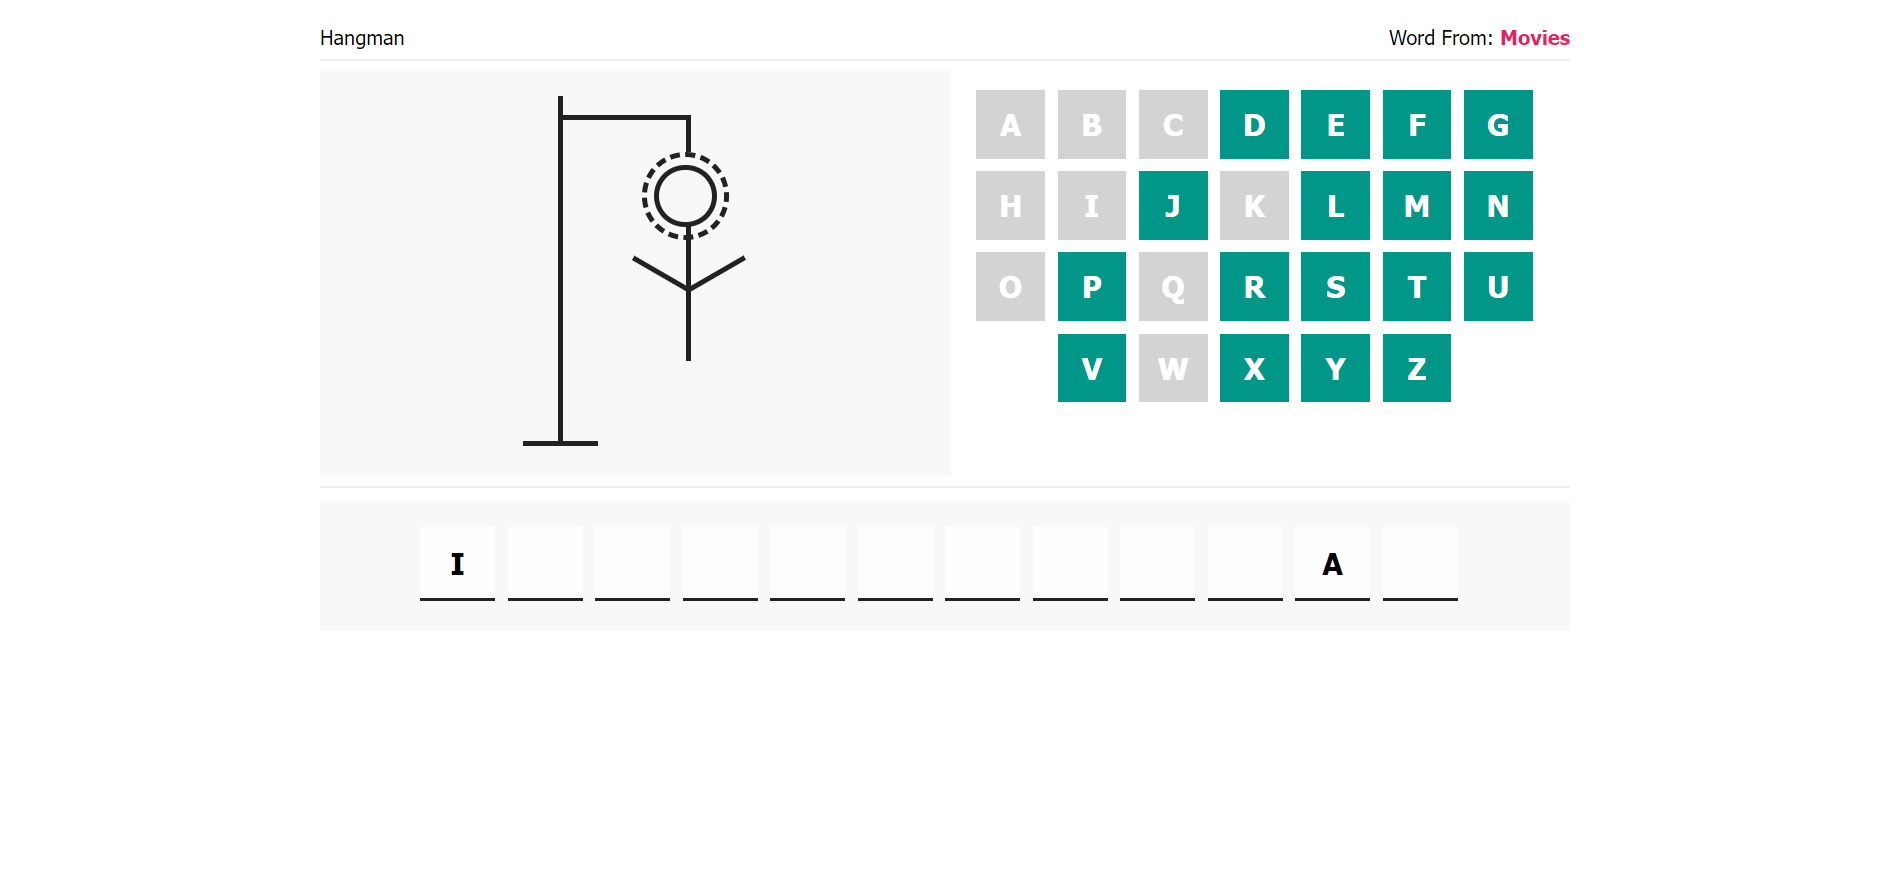 Hangman
Word From: Movies
A B C D E F G
H I J K L M N
O P Q R S T U
V W X Y Z
I A